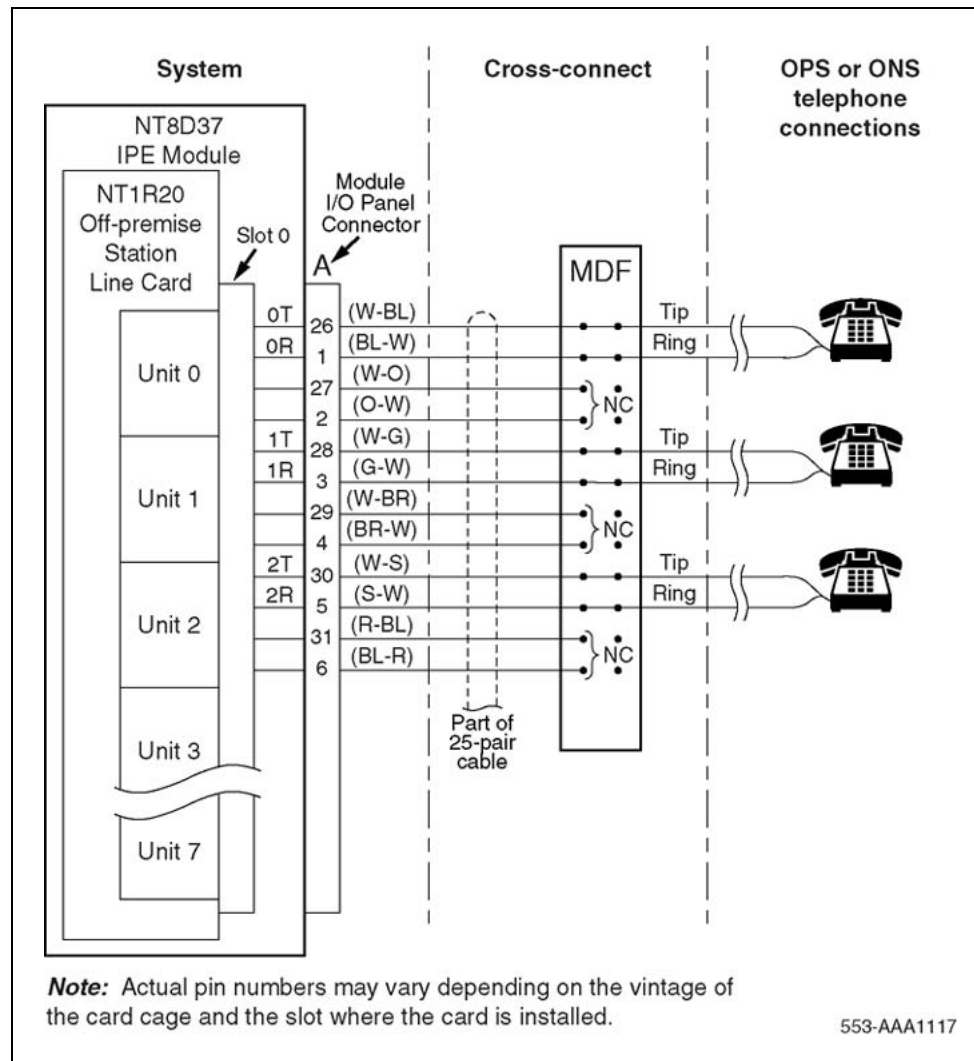 System
Cross-connect
OPS or ONS
telephone
connections
NT8D37
IPE Module
NT1R20
Off-premise
Station
Line Card
Slot 0
Module
I/O Panel
Connector
A
MDF
Unit 0
Unit 1
Unit 2
Unit 3
Unit 7
0T 26 (W-BL) Tip
0R 1 (BL-W) Ring
27 (W-O)
NC
2 (O-W)
1T 28 (W-G) Tip
1R 3 (G-W) Ring
29 (W-BR)
NC
4 (BR-W)
2T 30 (W-S) Tip
2R 5 (S-W) Ring
31 (R-BL)
NC
6 (BL-R)
Part of
25-pair
cable
Note: Actual pin numbers may vary depending on the vintage of
the card cage and the slot where the card is installed.
553-AAA1117